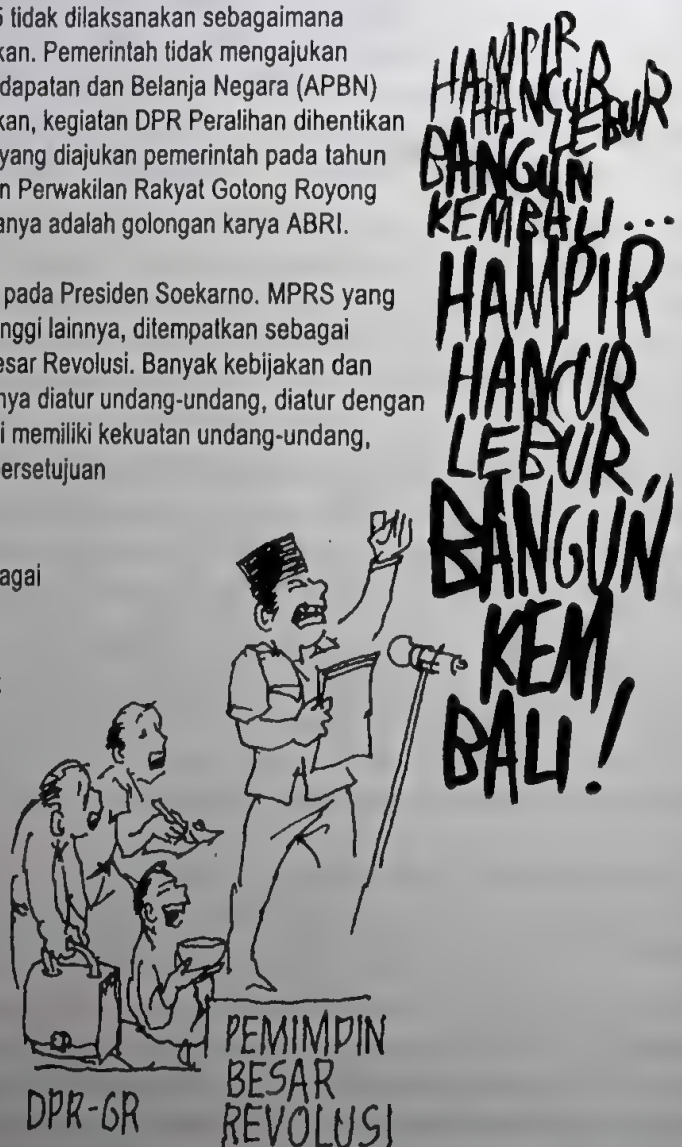 5 tidak dilaksanakan sebagaimana
kan. Pemerintah tidak mengajukan
dapatan dan Belanja Negara (APBN)
kan, kegiatan DPR Peralihan dihentikan
yang diajukan pemerintah pada tahun
n Perwakilan Rakyat Gotong Royong
anya adalah golongan karya ABRI.
pada Presiden Soekarno. MPRS yang
nggi lainnya, ditempatkan sebagai
esar Revolusi. Banyak kebijakan dan
nya diatur undang-undang, diatur dengan
i memiliki kekuatan undang-undang,
ersetujuan
agai
HAMPIR
HANCUR
LEBUR
BANGUN
KEMBALI...
HAMPIR
HANCUR
LEBUR,
BANGUN
KEM
BALI!
DPR-GR
PEMIMPIN
BESAR
REVOLUSI